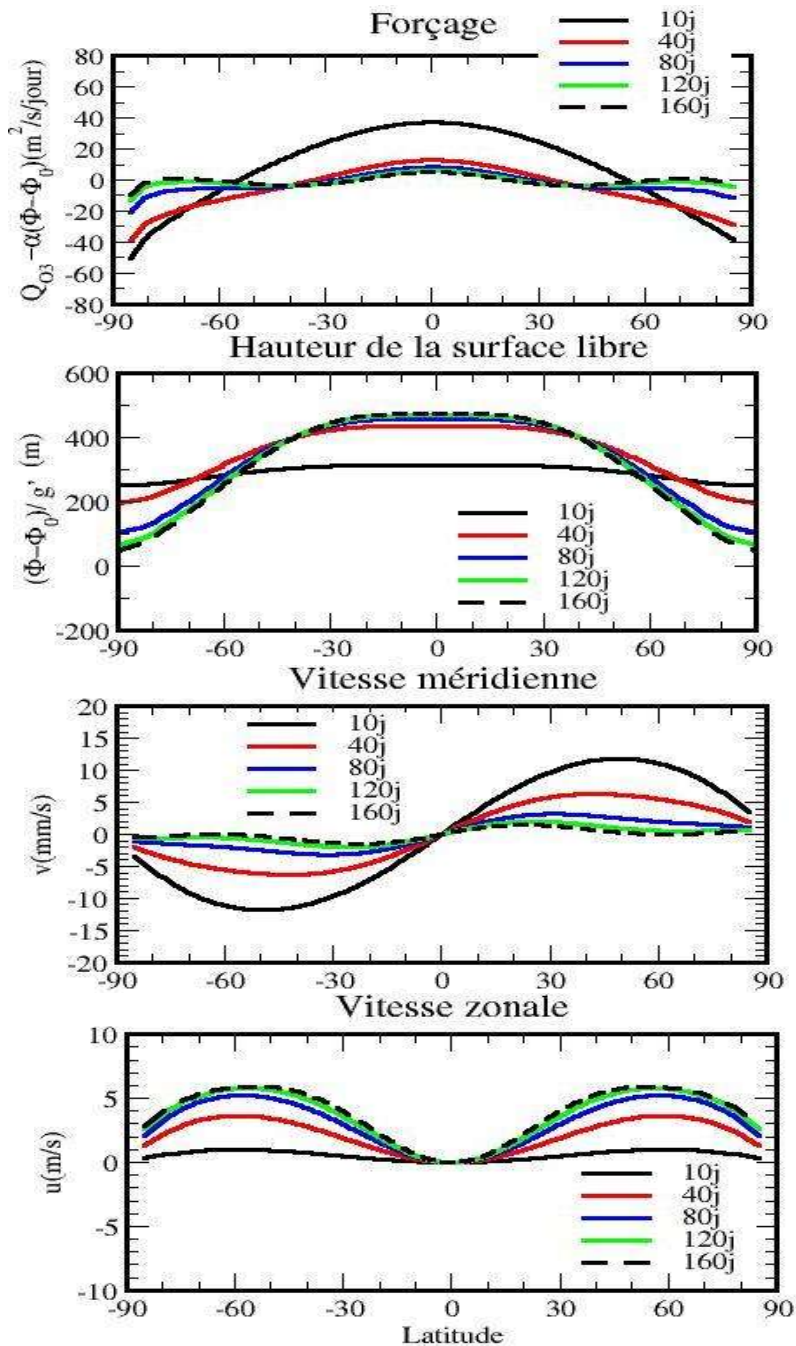 Forçage
10j
40j
80j
120j
160j
Q_O3 −α(Φ−Φ_0)(m²/s/jour)
80
60
40
20
0
-20
-40
-60
-80
-90 -60 -30 0 30 60 90
Hauteur de la surface libre
(Φ−Φ_0)/g' (m)
600
400
200
0
-200
10j
40j
80j
120j
160j
-90 -60 -30 0 30 60 90
Vitesse méridienne
v(mm/s)
20
15
10
5
0
-5
-10
-15
-20
10j
40j
80j
120j
160j
-90 -60 -30 0 30 60 90
Vitesse zonale
u(m/s)
10
5
0
-5
-10
10j
40j
80j
120j
160j
-90 -60 -30 0 30 60 90
Latitude